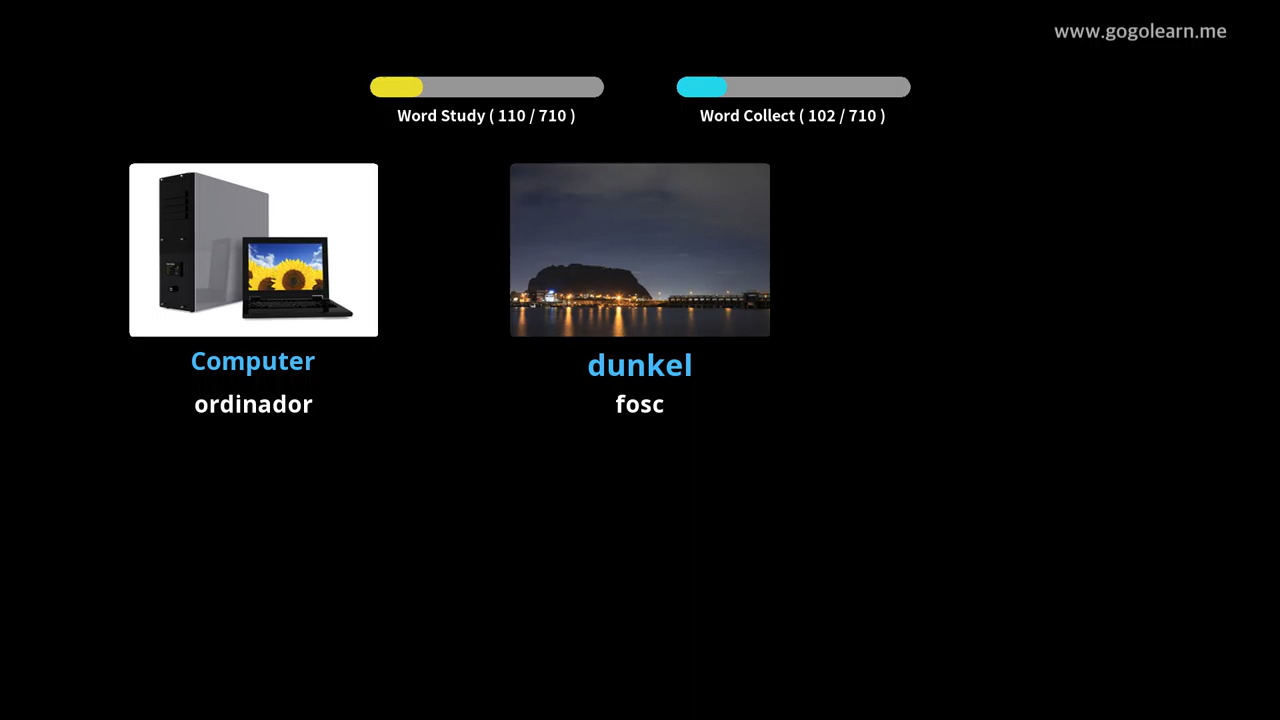 www.gogolearn.me
Word Study ( 110 / 710 )
Word Collect ( 102 / 710 )
Computer
ordinador
dunkel
fosc